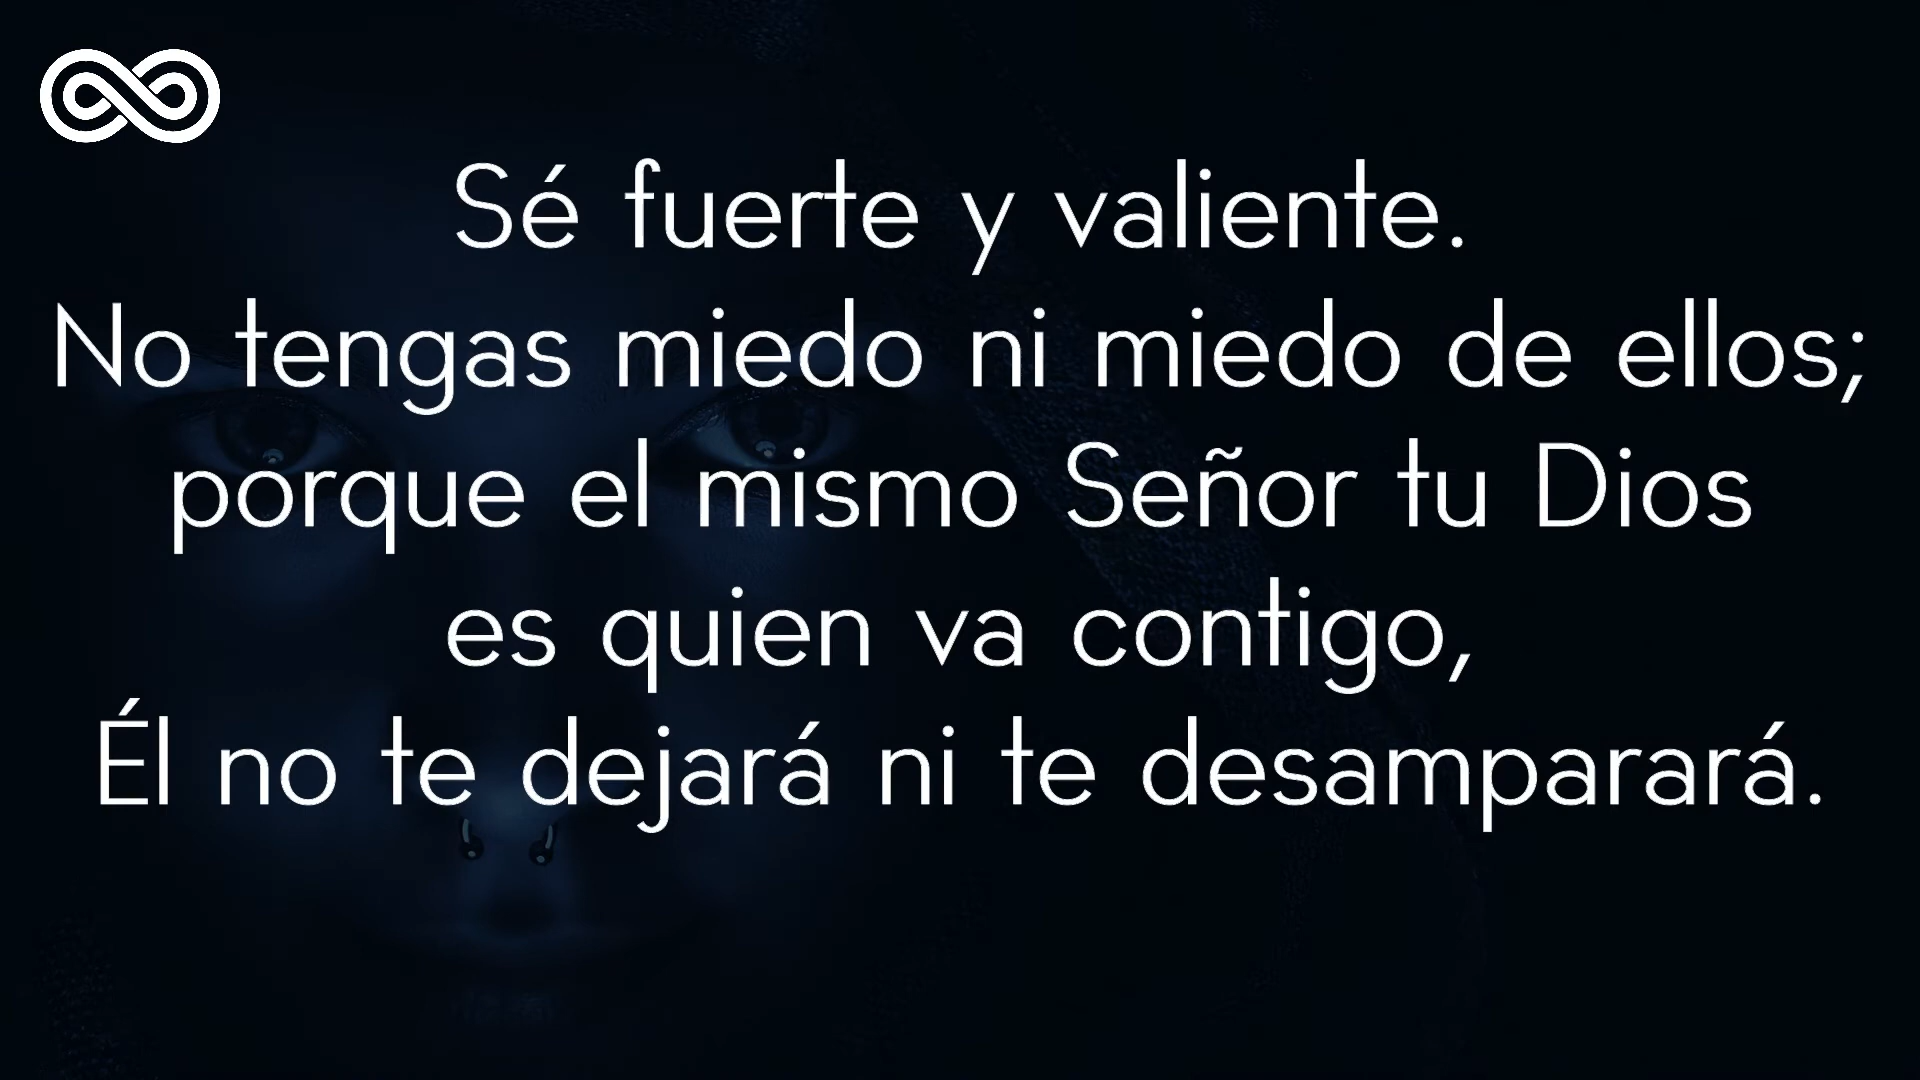 Sé fuerte y valiente.
No tengas miedo ni miedo de ellos;
porque el mismo Señor tu Dios
es quien va contigo,
Él no te dejará ni te desamparará.